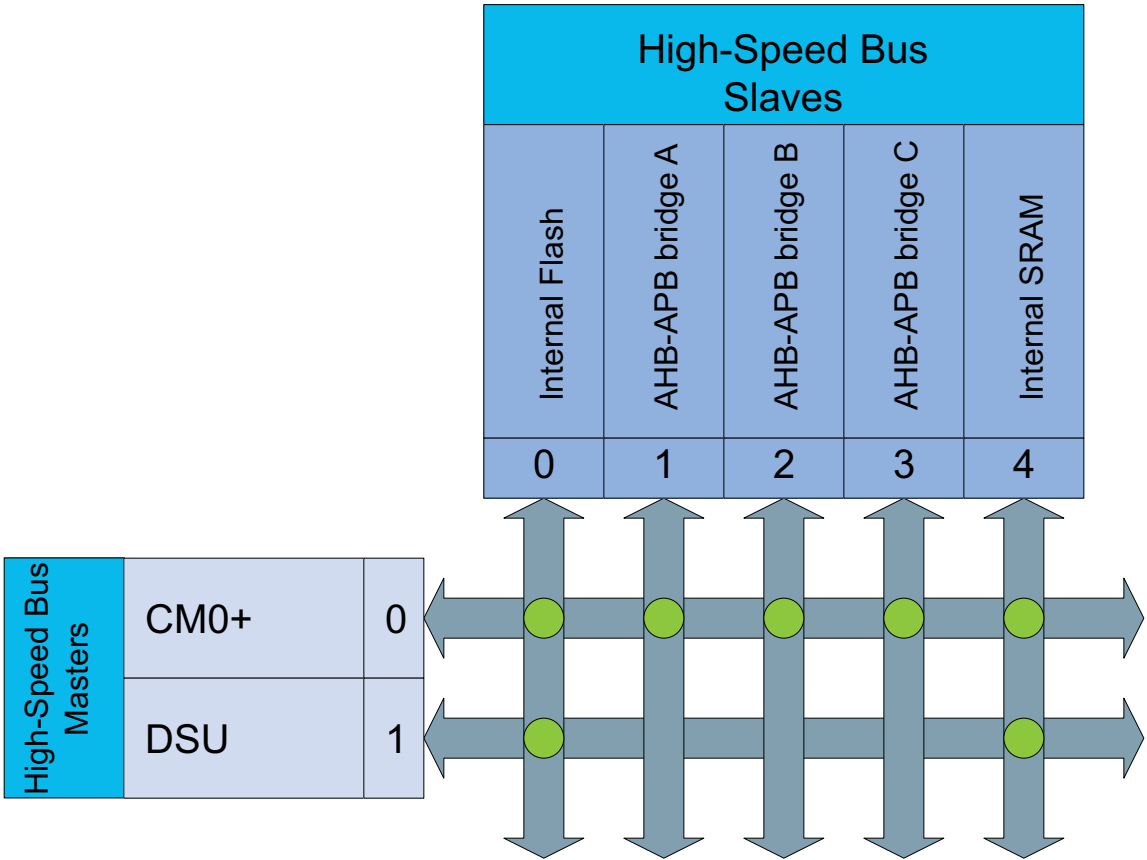 High-Speed Bus
Slaves
Internal Flash
AHB-APB bridge A
AHB-APB bridge B
AHB-APB bridge C
Internal SRAM
0
1
2
3
4
High-Speed Bus
Masters
CM0+
0
DSU
1